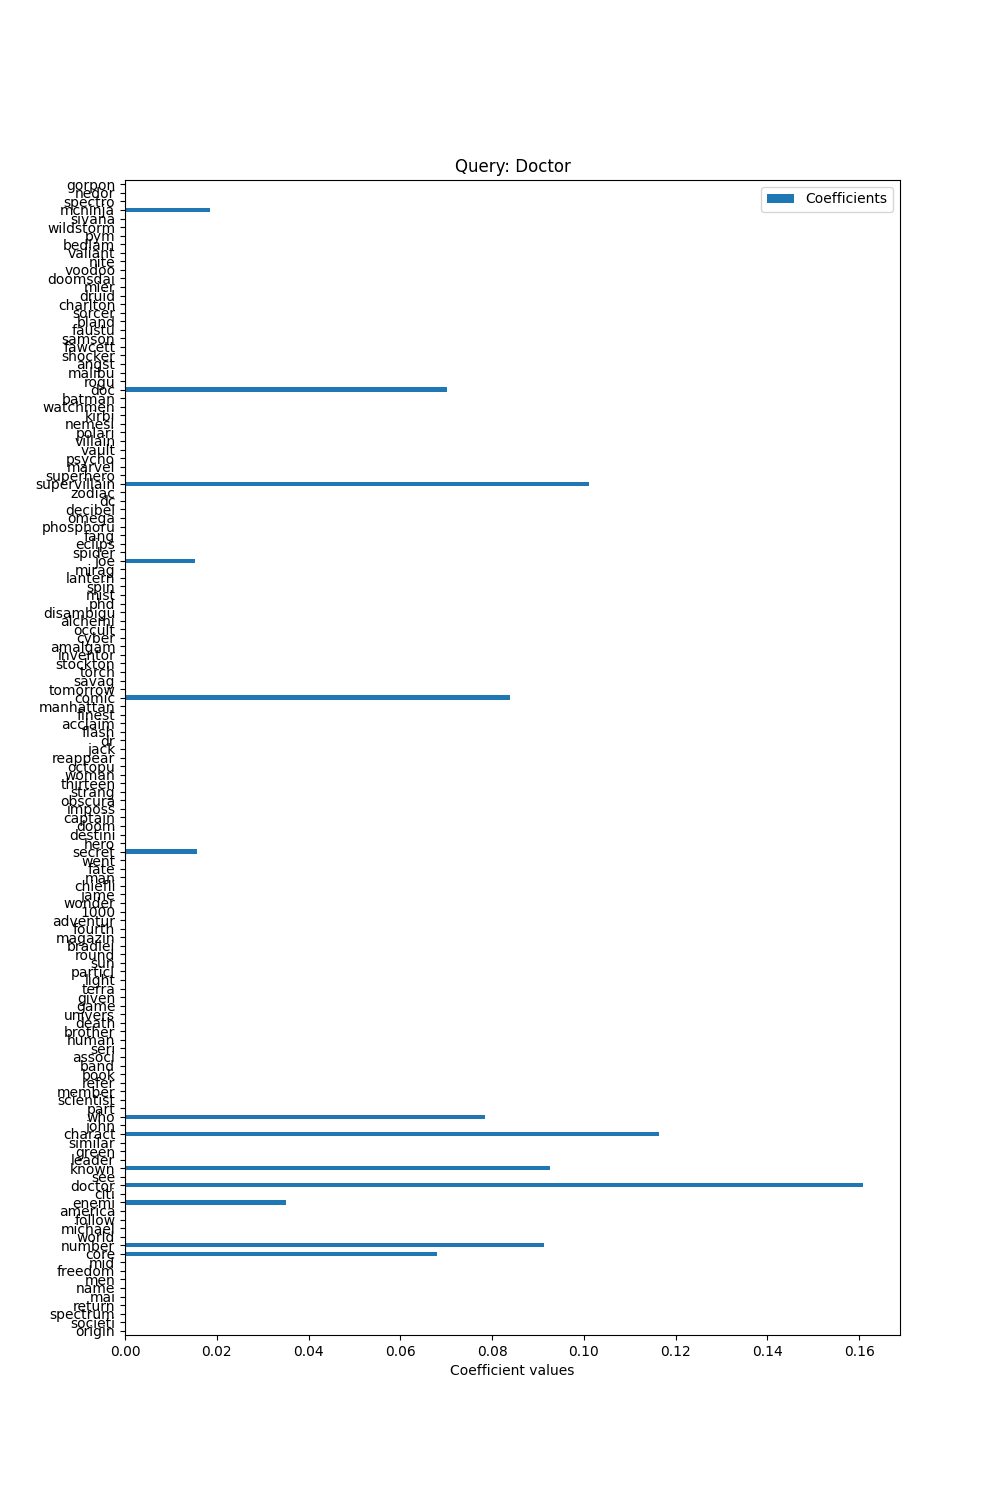 Query: Doctor
Coefficients
gorpon
nedor
spectro
mcninja
sivana
wildstorm
pym
bedlam
valiant
nite
voodoo
doomsdai
mier
druid
charlton
sorcer
bland
faustu
samson
fawcett
shocker
angst
malibu
rogu
doc
batman
watchmen
kirbi
nemesi
polari
villain
vault
psycho
marvel
superhero
supervillain
zodiac
dc
decibel
omega
phosphoru
fang
eclips
spider
joe
mirag
lantern
spin
mist
phd
disambigu
alchemi
occult
cyber
amalgam
inventor
stockton
torch
savag
tomorrow
comic
manhattan
finest
acclaim
flash
dr
jack
reappear
octopu
woman
thirteen
strang
obscura
imposs
captain
doom
destini
hero
secret
went
fate
man
chiefli
jame
wonder
1000
adventur
fourth
magazin
bradlei
round
sun
particl
light
terra
given
game
univers
death
brother
human
seri
associ
band
book
refer
member
scientist
part
who
john
charact
similar
green
leader
known
see
doctor
citi
enemi
america
follow
michael
world
number
core
mid
freedom
men
name
mai
return
spectrum
societi
origin
0.00 0.02 0.04 0.06 0.08 0.10 0.12 0.14 0.16
Coefficient values